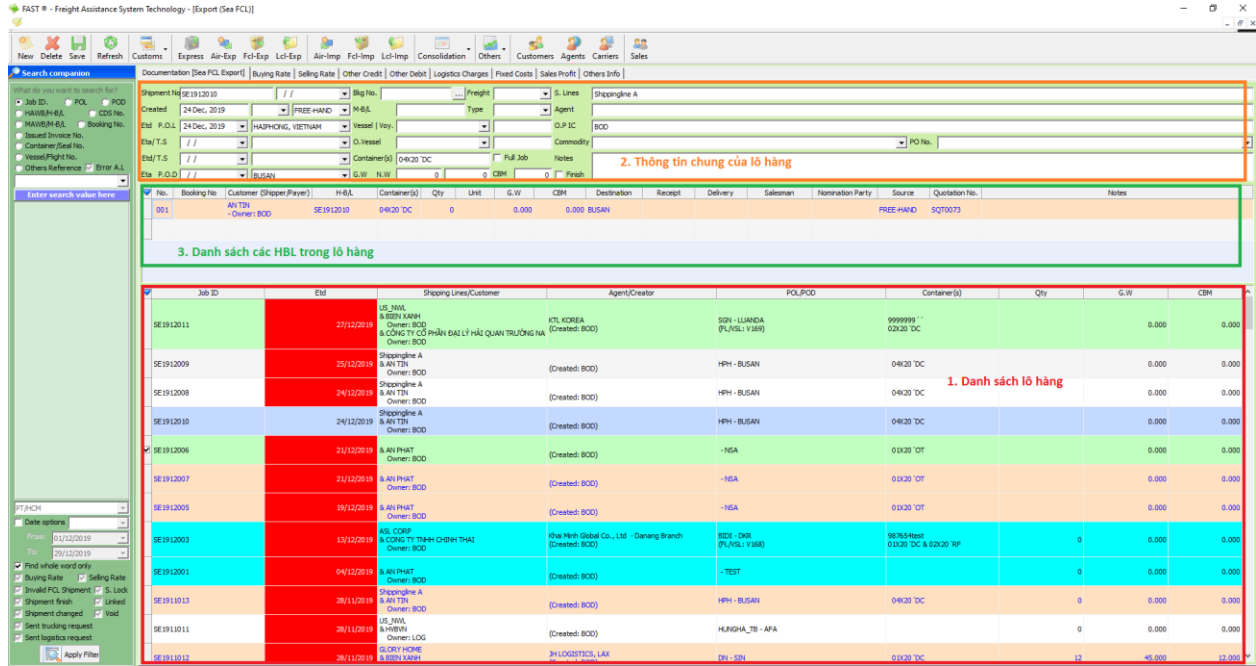 FAST ® - Freight Assistance System Technology - [Export (Sea FCL)]
New Delete Save Refresh Customs Express Air-Exp Fcl-Exp Lcl-Exp Air-Imp Fcl-Imp Lcl-Imp Consolidation Others Customers Agents Carriers Sales
Search companion
Documentation [Sea FCL Export] Buying Rate Selling Rate Other Credit Other Debit Logistics Charges Fixed Costs Sales Profit Others Info
What do you want to search for?
Job ID. POL POD
HAWB/H-B/L CDS No.
MAWB/M-B/L Booking No.
Issued Invoice No.
Container/Seal No.
Vessel/Flight No.
Others Reference Error A.L
Enter search value here
Shipment No SE1912010 / / Bkg No. ... Freight S. Lines Shippingline A
Created 24 Dec, 2019 FREE-HAND M-B/L Type Agent
Etd P.O.L 24 Dec, 2019 HAIPHONG, VIETNAM Vessel | Voy. O.P IC BOD
Eta/T.S / / O.Vessel Commodity PO No.
Etd/T.S / / Container(s) 04X20`DC Full Job Notes
Eta P.O.D / / BUSAN G.W N.W 0 0 CBM 0 Finish
2. Thông tin chung của lô hàng
No. Booking No Customer (Shipper/Payer) H-B/L Container(s) Qty Unit G.W CBM Destination Receipt Delivery Salesman Nomination Party Source Quotation No. Notes
001 AN TIN SE1912010 04X20`DC 0 0.000 0.000 BUSAN FREE-HAND SQT0073
- Owner: BOD
3. Danh sách các HBL trong lô hàng
Job ID Etd Shipping Lines/Customer Agent/Creator POL/POD Container(s) Qty G.W CBM
US_NWL
& BIEN XANH
SE1912011 27/12/2019 Owner: BOD KTL KOREA SGN - LUANDA 9999999`` 0.000 0.000
& CÔNG TY CỔ PHẦN ĐẠI LÝ HẢI QUAN TRƯỜNG NA (Created: BOD) (FL/VSL: V169) 02X20`DC
Owner: BOD
Shippingline A
SE1912009 25/12/2019 & AN TIN (Created: BOD) HPH - BUSAN 04X20`DC 0.000 0.000
Owner: BOD
1. Danh sách lô hàng
Shippingline A
SE1912008 24/12/2019 & AN TIN (Created: BOD) HPH - BUSAN 04X20`DC 0.000 0.000
Owner: BOD
Shippingline A
SE1912010 24/12/2019 & AN TIN (Created: BOD) HPH - BUSAN 04X20`DC 0.000 0.000
Owner: BOD
SE1912006 21/12/2019 & AN PHAT (Created: BOD) - NSA 01X20`OT 0.000 0.000
Owner: BOD
SE1912007 21/12/2019 & AN PHAT (Created: BOD) - NSA 01X20`OT 0.000 0.000
Owner: BOD
SE1912005 19/12/2019 & AN PHAT (Created: BOD) - NSA 01X20`OT 0.000 0.000
Owner: BOD
ASL CORP Khai Minh Global Co., Ltd - Danang Branch BIDI - DKR 987654test
SE1912003 13/12/2019 & CONG TY TNHH CHINH THAI (Created: BOD) (FL/VSL: V168) 01X20`DC & 02X20`RF 0 0.000 0.000
Owner: BOD
SE1912001 04/12/2019 & AN PHAT (Created: BOD) - TEST 0 0.000 0.000
Owner: BOD
Shippingline A
SE1911013 28/11/2019 & AN TIN (Created: BOD) HPH - BUSAN 04X20`DC 0 0.000 0.000
Owner: BOD
US_NWL
SE1911011 28/11/2019 & HVBVN (Created: BOD) HUNGHA_TB - AFA 0 0.000 0.000
Owner: LOG
GLORY HOME JH LOGISTICS, LAX
SE1911012 28/11/2019 & BIEN XANH DN - SIN 01X20`DC 12 45.000 12.000
PT/HCM
Date options
From: 01/12/2019
To: 29/12/2019
Find whole word only
Buying Rate Selling Rate
Invalid FCL Shipment S. Lock
Shipment finish Linked
Shipment changed Void
Sent trucking request
Sent logistics request
Apply Filter